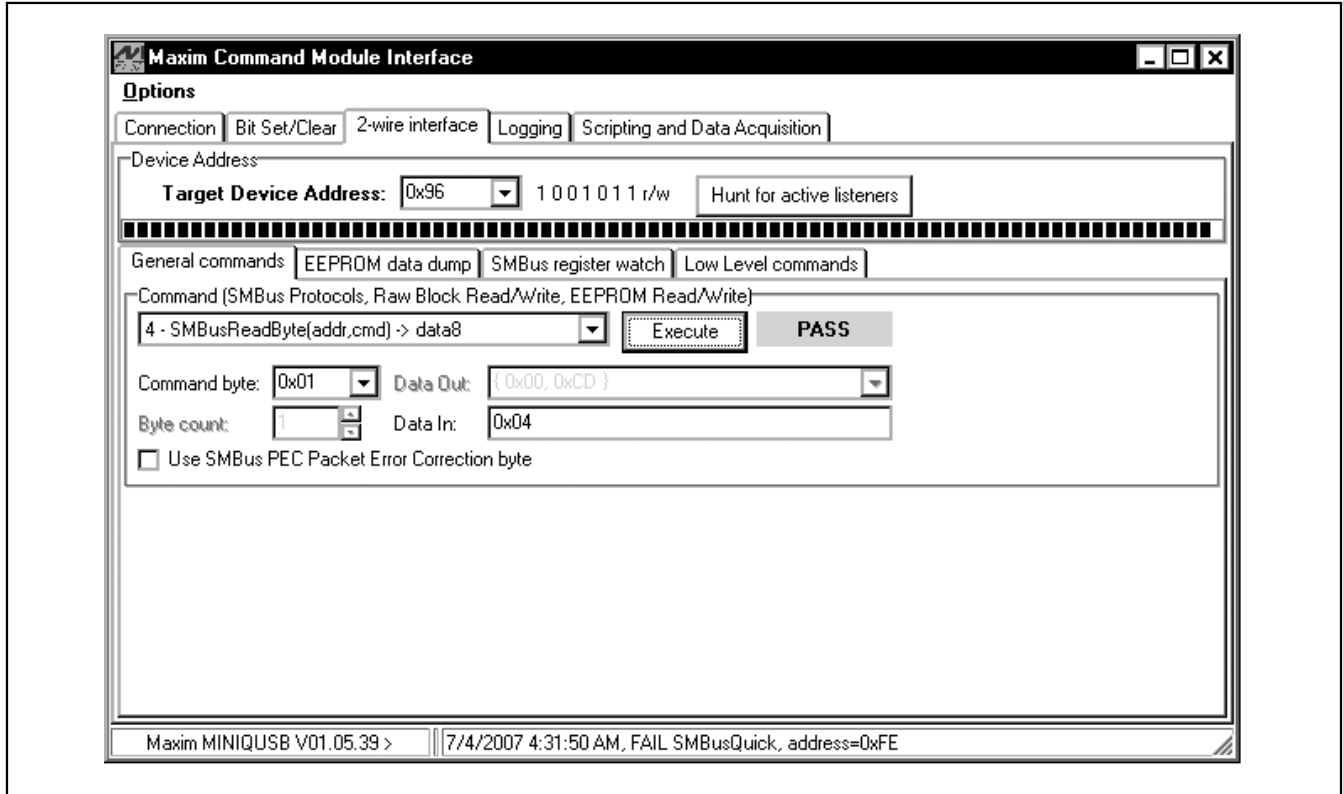 Maxim Command Module Interface
Options
Connection Bit Set/Clear 2-wire interface Logging Scripting and Data Acquisition
Device Address
Target Device Address: 0x96 1 0 0 1 0 1 1 r/w Hunt for active listeners
General commands EEPROM data dump SMBus register watch Low Level commands
Command (SMBus Protocols, Raw Block Read/Write, EEPROM Read/Write)
4 - SMBusReadByte(addr,cmd) -> data8 Execute PASS
Command byte: 0x01 Data Out: { 0x00, 0xCD }
Byte count: 1 Data In: 0x04
Use SMBus PEC Packet Error Correction byte
Maxim MINIQUSB V01.05.39 > 7/4/2007 4:31:50 AM, FAIL SMBusQuick, address=0xFE